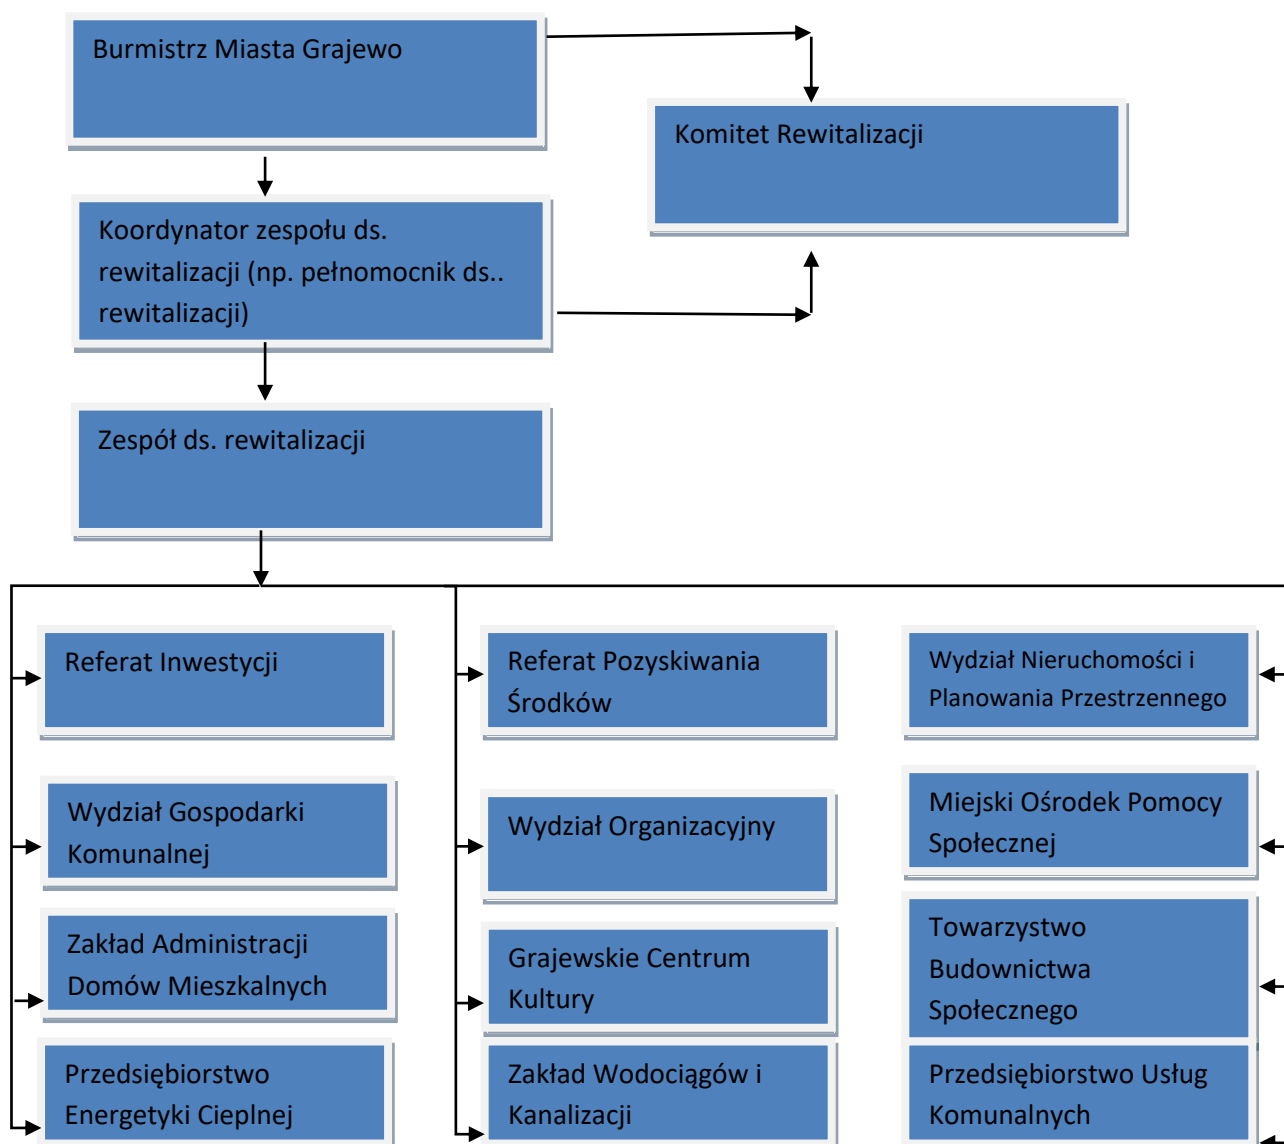 Burmistrz Miasta Grajewo
Komitet Rewitalizacji
Koordynator zespołu ds.
rewitalizacji (np. pełnomocnik ds..
rewitalizacji)
Zespół ds. rewitalizacji
Referat Inwestycji
Referat Pozyskiwania
Środków
Wydział Nieruchomości i
Planowania Przestrzennego
Wydział Gospodarki
Komunalnej
Wydział Organizacyjny
Miejski Ośrodek Pomocy
Społecznej
Zakład Administracji
Domów Mieszkalnych
Grajewskie Centrum
Kultury
Towarzystwo
Budownictwa
Społecznego
Przedsiębiorstwo
Energetyki Cieplnej
Zakład Wodociągów i
Kanalizacji
Przedsiębiorstwo Usług
Komunalnych